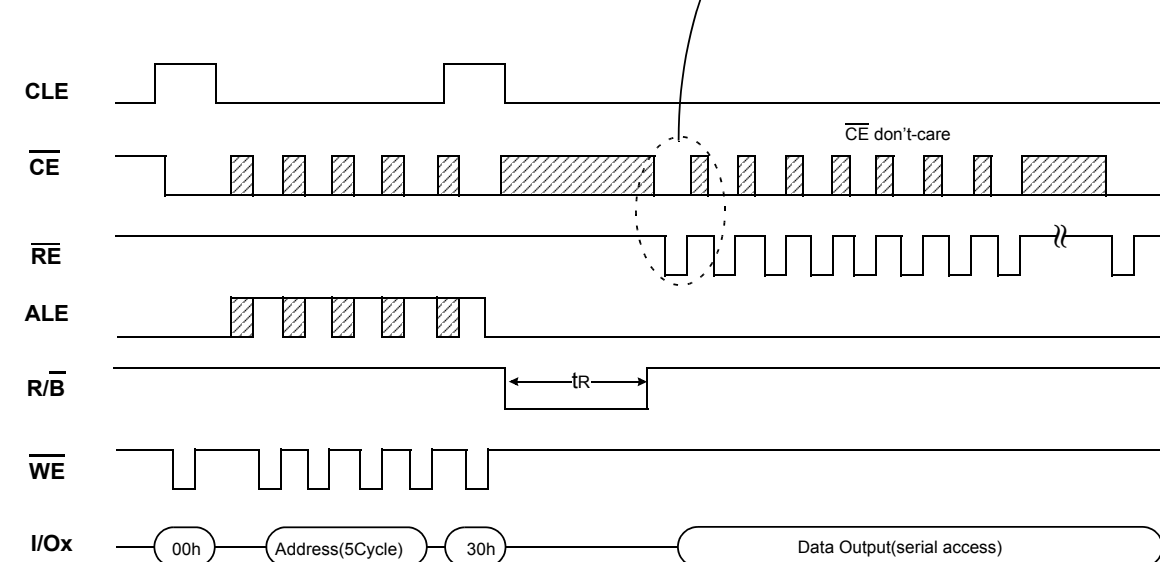 CLE
CE
CE don't-care
RE
ALE
R/B
tR
WE
I/Ox
00h
Address(5Cycle)
30h
Data Output(serial access)